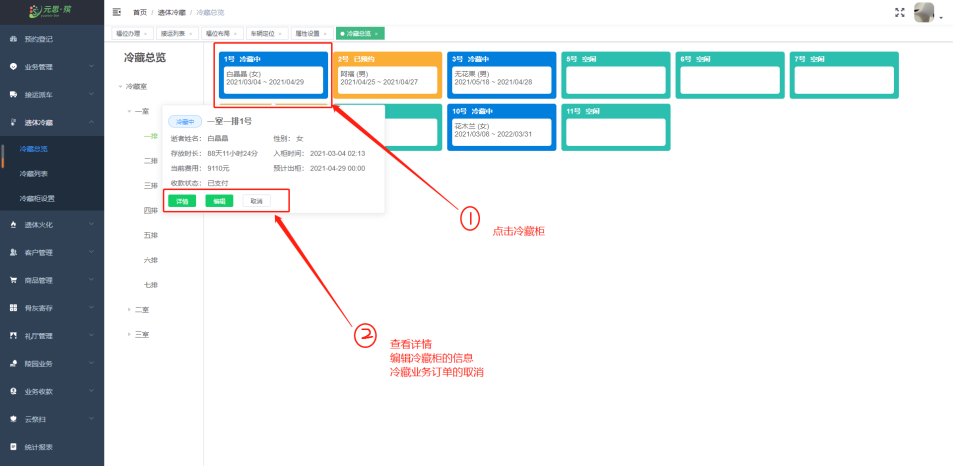 元思·殡
首页 / 遗体冷藏 / 冷藏总览
福位办理 × 接运列表 × 福位布局 × 车辆定位 × 属性设置 × 冷藏总览 ×
预约登记
业务管理
接运派车
遗体冷藏
冷藏总览
冷藏列表
冷藏柜设置
遗体火化
客户管理
商品管理
骨灰寄存
礼厅管理
陵园业务
业务收款
云祭扫
统计报表
冷藏总览
冷藏室
一室
一排
二排
三排
四排
五排
六排
七排
二室
三室
1号 冷藏中
白晶晶 (女)
2021/03/04 ~ 2021/04/29
2号 已预约
阿福 (男)
2021/04/25 ~ 2021/04/27
3号 冷藏中
无花果 (男)
2021/05/18 ~ 2021/04/28
5号 空闲
6号 空闲
7号 空闲
10号 冷藏中
花木兰 (女)
2021/03/08 ~ 2022/03/31
11号 空闲
冷藏中 一室一排1号
逝者姓名: 白晶晶 性别: 女
存放时长: 88天11小时24分 入柜时间: 2021-03-04 02:13
当前费用: 9110元 预计出柜: 2021-04-29 00:00
收款状态: 已支付
详情 编辑 取消
1
点击冷藏柜
2
查看详情
编辑冷藏柜的信息
冷藏业务订单的取消